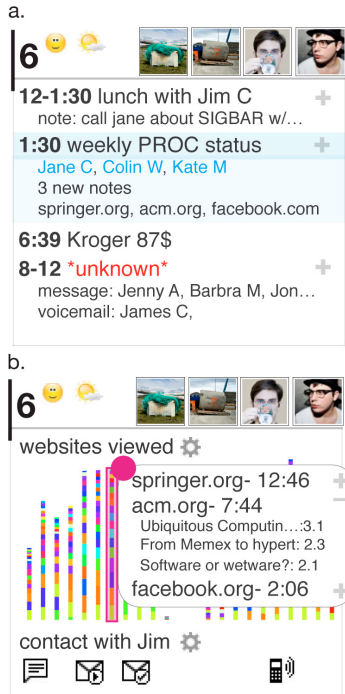 a.
6
12-1:30 lunch with Jim C
note: call jane about SIGBAR w/…
1:30 weekly PROC status
Jane C, Colin W, Kate M
3 new notes
springer.org, acm.org, facebook.com
6:39 Kroger 87$
8-12 *unknown*
message: Jenny A, Barbra M, Jon…
voicemail: James C,
b.
6
websites viewed
springer.org- 12:46
acm.org- 7:44
Ubiquitous Computin…:3.1
From Memex to hypert: 2.3
Software or wetware?: 2.1
facebook.org- 2:06
contact with Jim